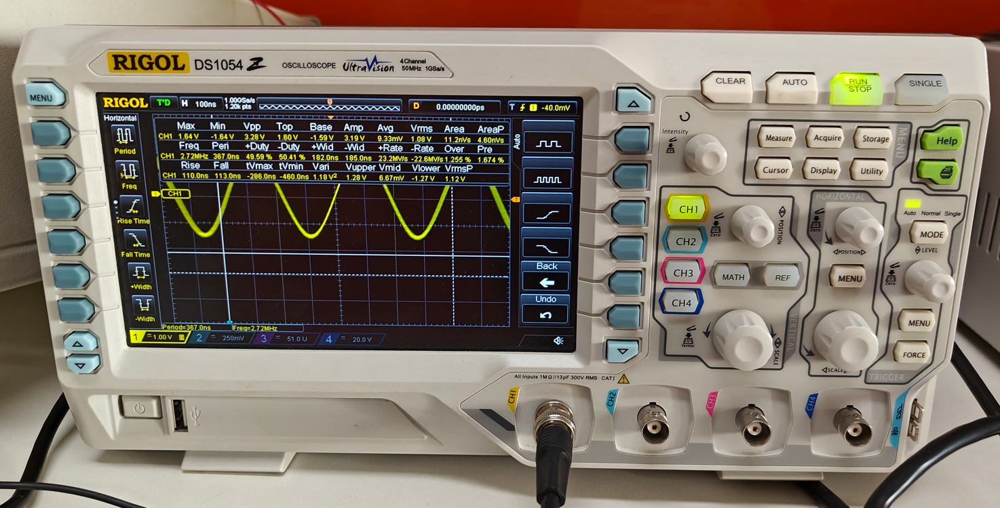 RIGOL DS1054 Z OSCILLOSCOPE UltraVision 4 Channel 50MHz 1GSa/s
CLEAR AUTO RUN STOP SINGLE
MENU
RIGOL T'D H 100ns 1.00GSa/s 1.20k pts D 0.00000000ps T 1 -40.0mV
Horizontal
Max Min Vpp Top Base Amp Avg Vrms Area AreaP
CH1 1.64 V -1.64 V 3.28 V 1.60 V -1.59 V 3.19 V 9.33mV 1.08 V 11.2nVs 4.60nVs
Freq Peri +Duty -Duty +Wid -Wid +Rate -Rate Over Pre
CH1 2.72MHz 367.0ns 49.59 % 50.41 % 182.0ns 185.0ns 23.2MV/s -22.6MV/s 1.255 % 1.674 %
Rise Fall tVmax tVmin Vari Vupper Vmid Vlower VrmsP
CH1 110.0ns 113.0ns -286.0ns -460.0ns 1.18 V² 1.28 V 6.67mV -1.27 V 1.12 V
CH1
Period
Freq
Rise Time
Fall Time
+Width
-Width
Auto
Back
Undo
Period=367.0ns Freq=2.72MHz
1 = 1.00 V 2 = 250mV 3 = 51.0 U 4 = 20.0 V
Intensity
Measure Acquire Storage
Cursor Display Utility
MENU
Help
CH1
CH2
CH3
CH4
MATH REF
POSITION
Zero
Vernier
SCALE
VERTICAL
HORIZONTAL
Zero
POSITION
MENU
SCALE
Auto Normal Single
MODE
LEVEL
Zero
MENU
FORCE
TRIGGER
All Inputs 1MΩ//13pF 300V RMS CAT I
CH1 CH2 CH3 CH4